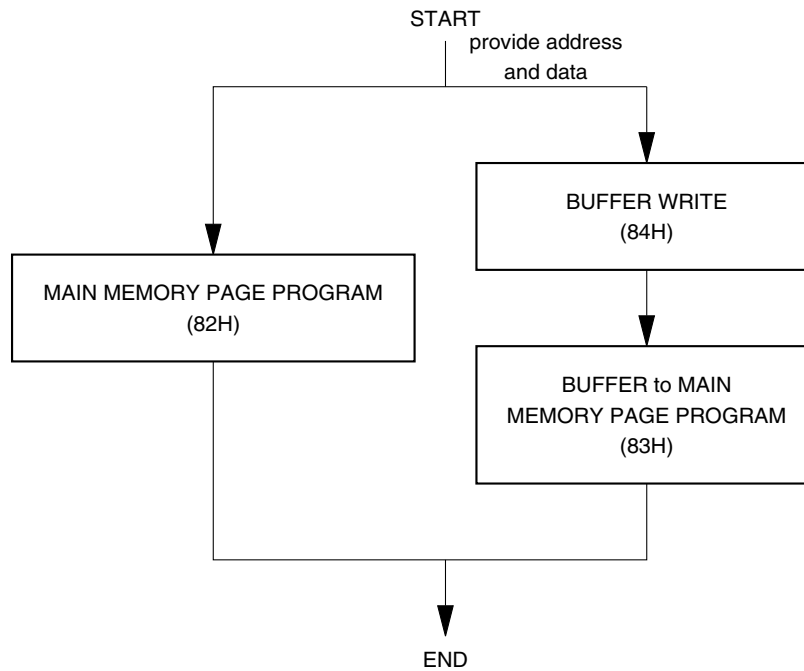 START
provide address
and data
BUFFER WRITE
(84H)
MAIN MEMORY PAGE PROGRAM
(82H)
BUFFER to MAIN
MEMORY PAGE PROGRAM
(83H)
END